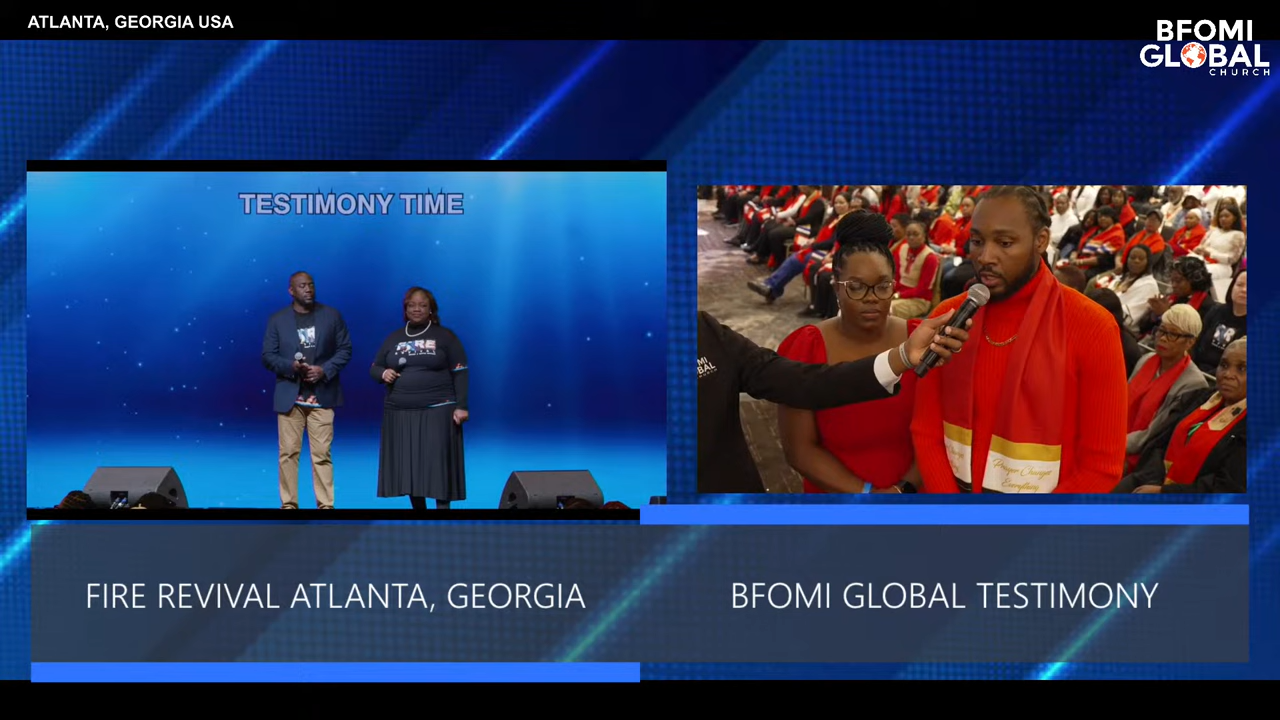 ATLANTA, GEORGIA USA
BFOMI
GLOBAL
CHURCH
TESTIMONY TIME
FIRE
Prayer Changes
Everything
FIRE REVIVAL ATLANTA, GEORGIA
BFOMI GLOBAL TESTIMONY